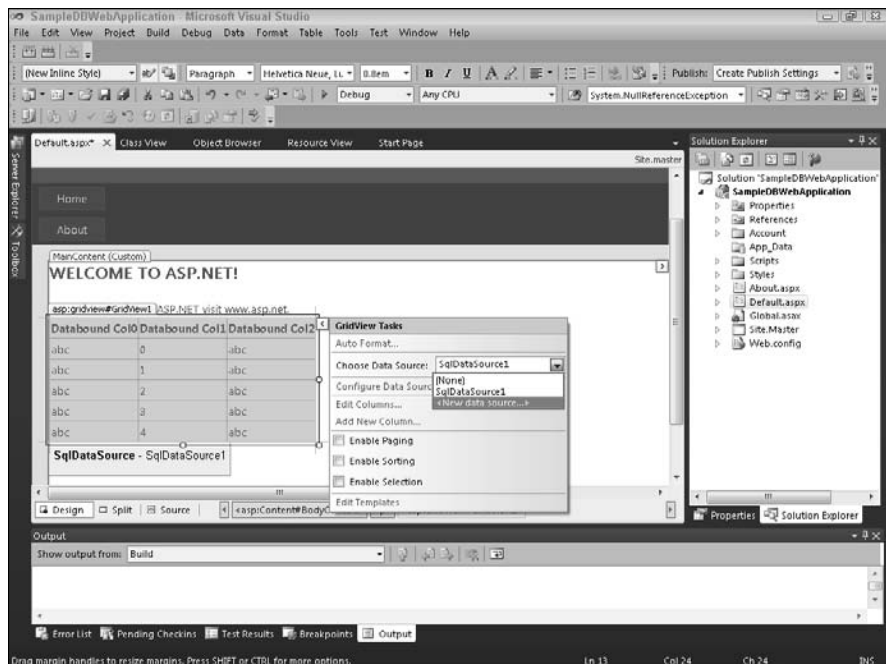 SampleDBWebApplication - Microsoft Visual Studio
File Edit View Project Build Debug Data Format Table Tools Test Window Help
(New Inline Style) Paragraph Helvetica Neue, Lu 0.8em B I U A Publish: Create Publish Settings
Debug Any CPU System.NullReferenceException
Default.aspx* X Class View Object Browser Resource View Start Page
Site.master
Server Explorer
Toolbox
Home
About
MainContent (Custom)
WELCOME TO ASP.NET!
asp:gridview#GridView1 ASP.NET visit www.asp.net.
Databound Col0 Databound Col1 Databound Col2
abc 0 abc
abc 1 abc
abc 2 abc
abc 3 abc
abc 4 abc
SqlDataSource - SqlDataSource1
GridView Tasks
Auto Format...
Choose Data Source: SqlDataSource1
(None)
SqlDataSource1
<New data source...>
Configure Data Sourc
Edit Columns...
Add New Column...
Enable Paging
Enable Sorting
Enable Selection
Edit Templates
Design Split Source <asp:Content#BodyC
Solution Explorer
Solution 'SampleDBWebApplication'
SampleDBWebApplication
Properties
References
Account
App_Data
Scripts
Styles
About.aspx
Default.aspx
Global.asax
Site.Master
Web.config
Properties Solution Explorer
Output
Show output from: Build
Error List Pending Checkins Test Results Breakpoints Output
Drag margin handles to resize margins. Press SHIFT or CTRL for more options. Ln 13 Col 24 Ch 24 INS